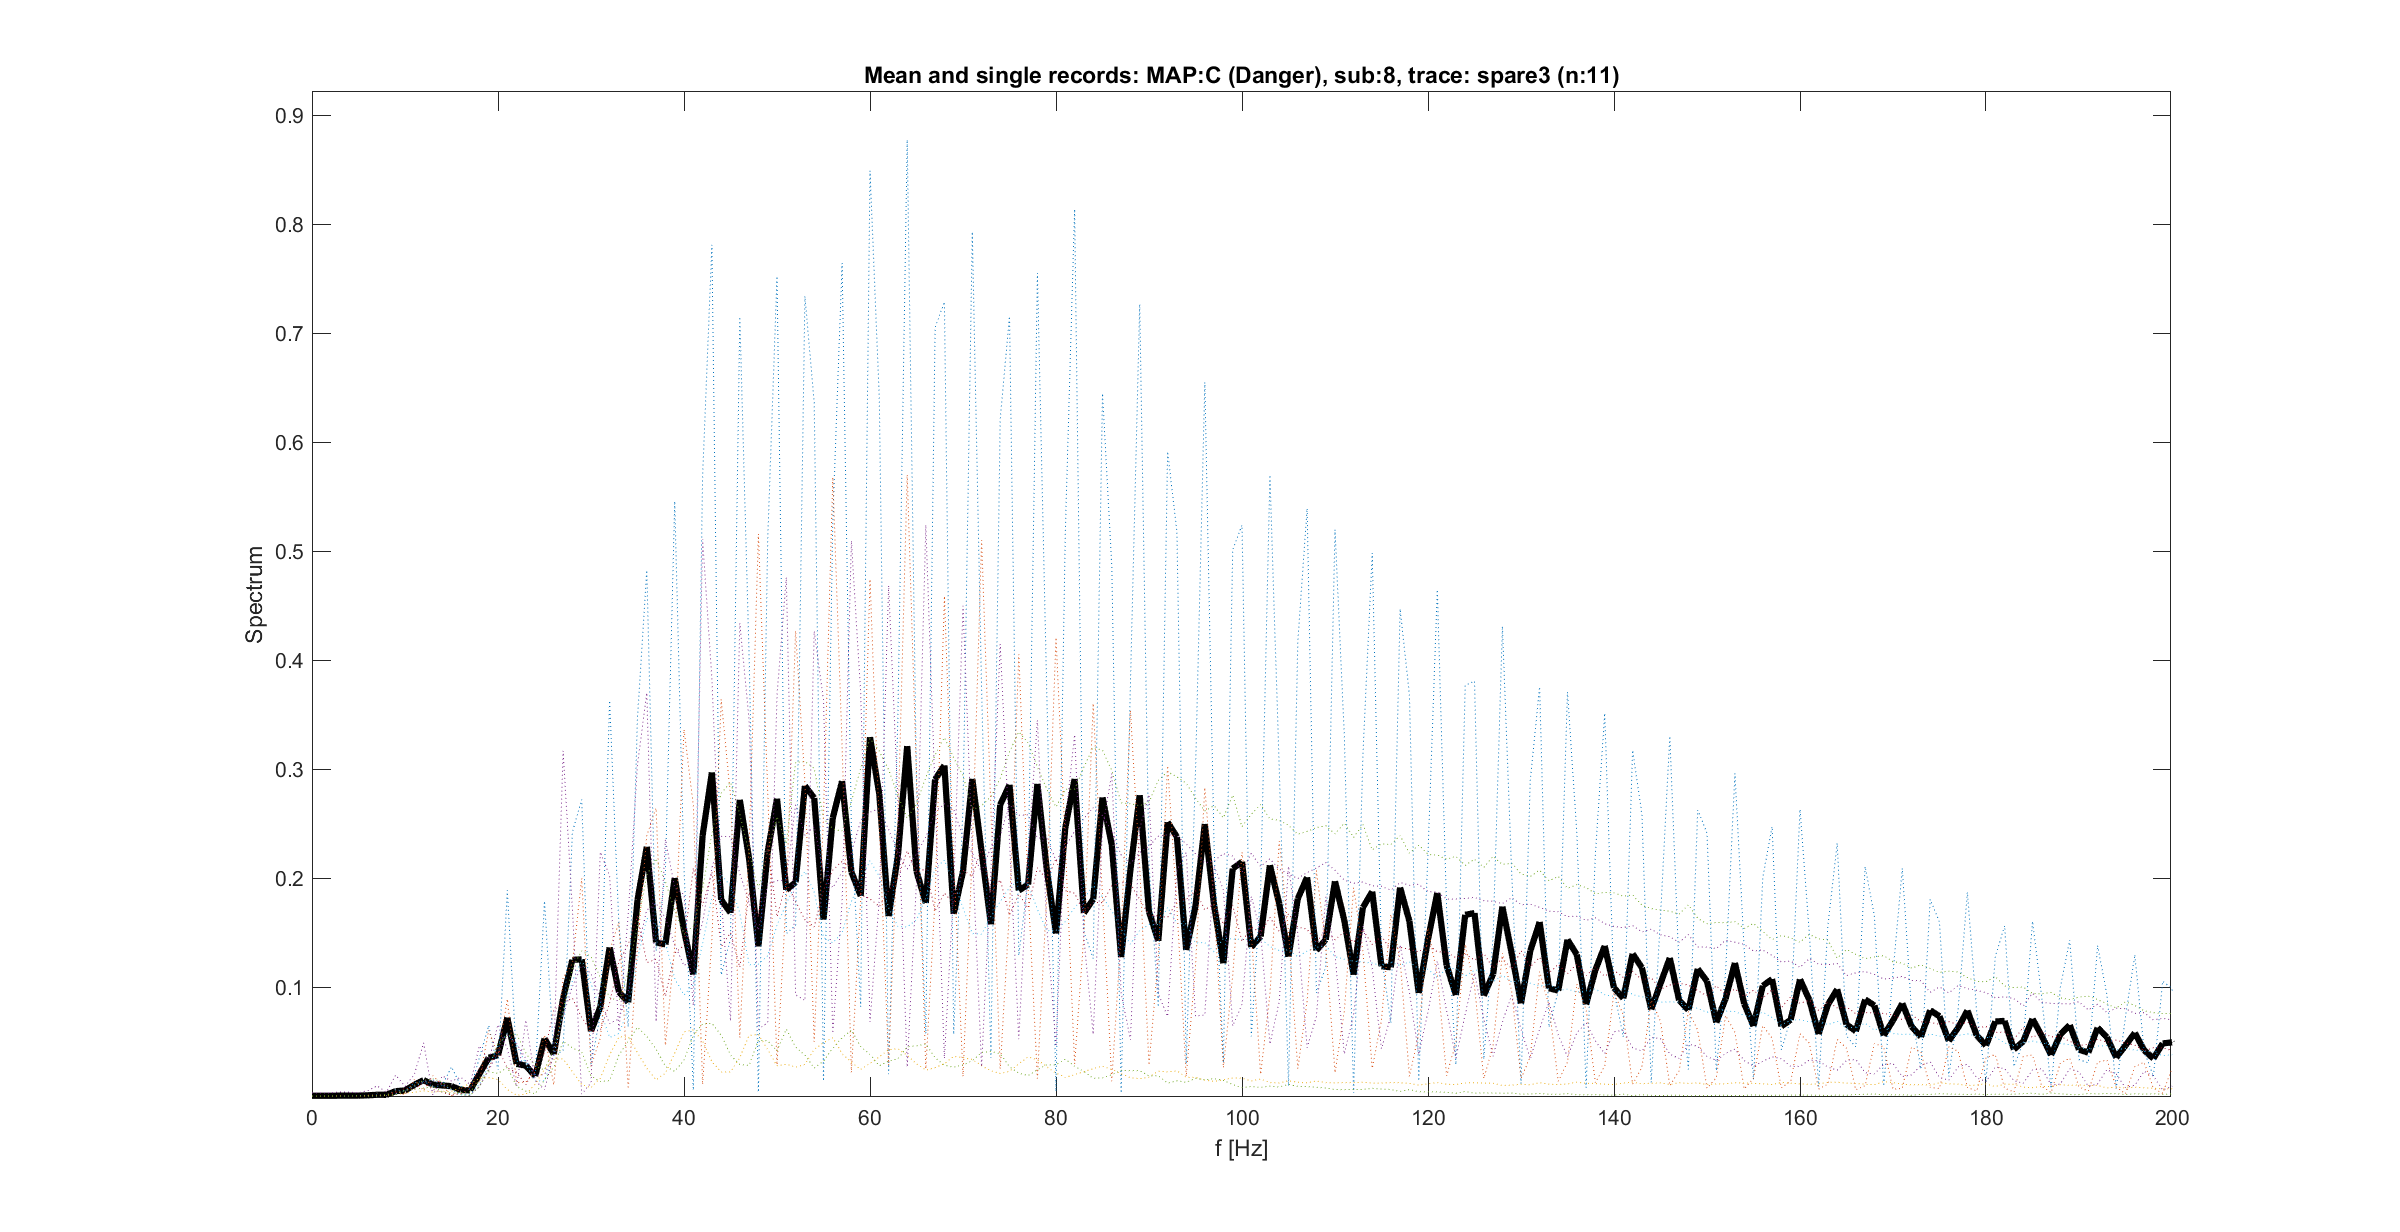 Mean and single records: MAP:C (Danger), sub:8, trace: spare3 (n:11)
0.9
0.8
0.7
0.6
0.5
0.4
0.3
0.2
0.1
Spectrum
0 20 40 60 80 100 120 140 160 180 200
f [Hz]